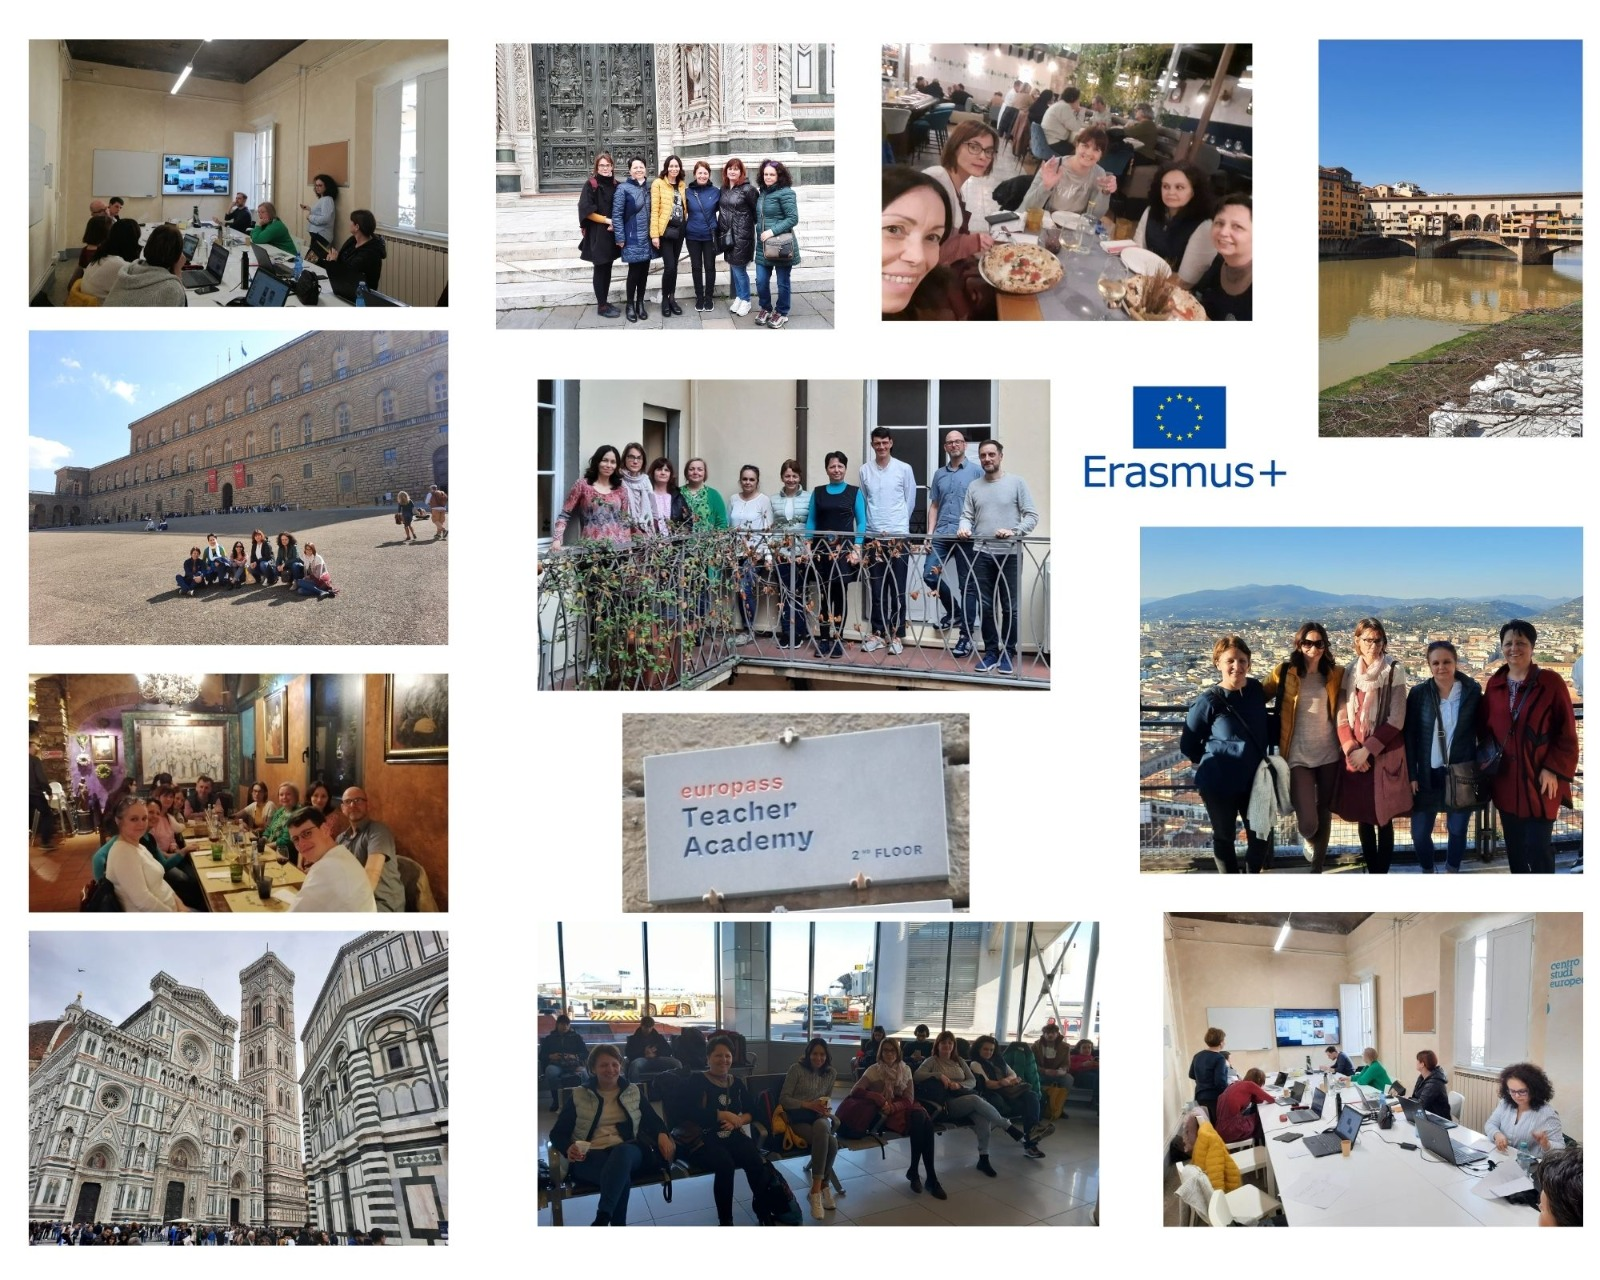 Erasmus+
europass
Teacher
Academy
2ND FLOOR
centro
studi
europeo